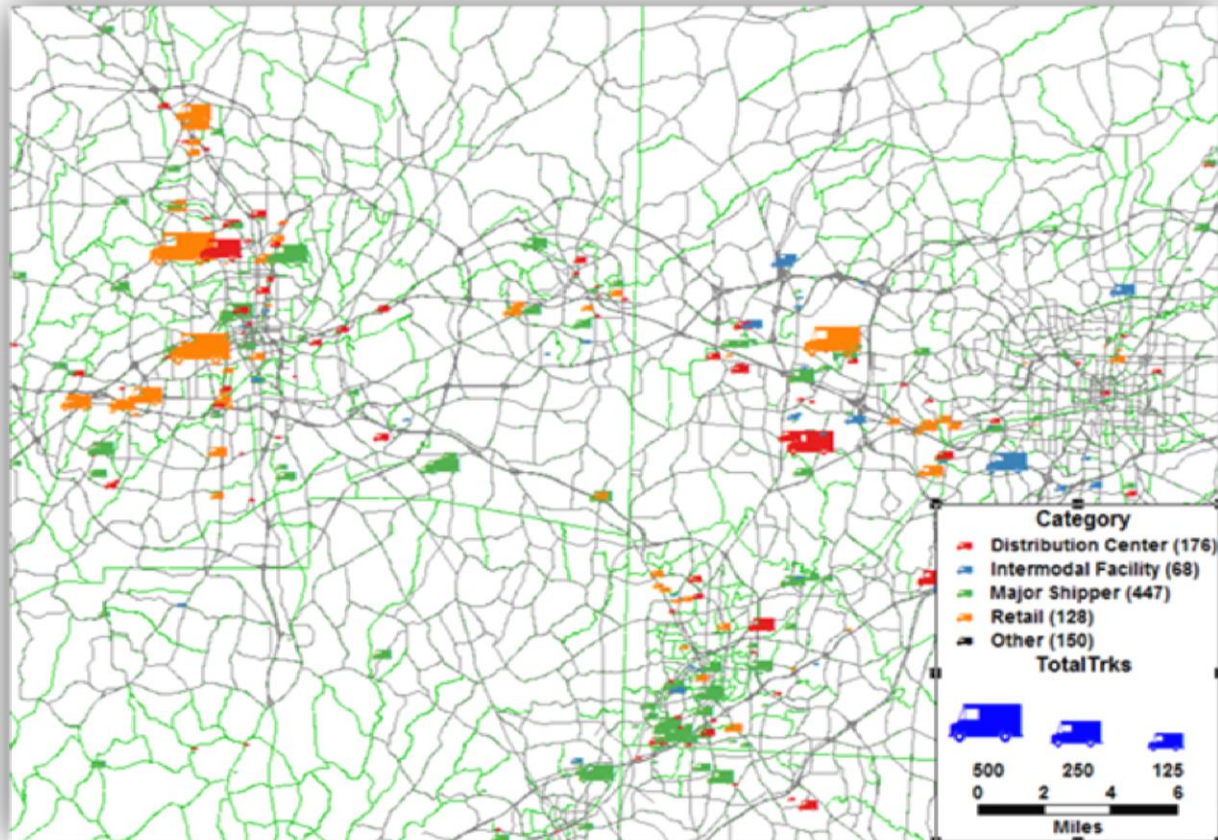 Category
Distribution Center (176)
Intermodal Facility (68)
Major Shipper (447)
Retail (128)
Other (150)
TotalTrks
500 250 125
0 2 4 6
Miles